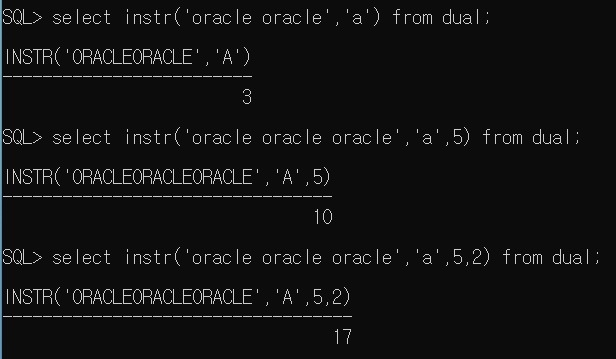 SQL> select instr('oracle oracle','a') from dual;
INSTR('ORACLEORACLE','A')
-------------------------
3
SQL> select instr('oracle oracle oracle','a',5) from dual;
INSTR('ORACLEORACLEORACLE','A',5)
---------------------------------
10
SQL> select instr('oracle oracle oracle','a',5,2) from dual;
INSTR('ORACLEORACLEORACLE','A',5,2)
-----------------------------------
17